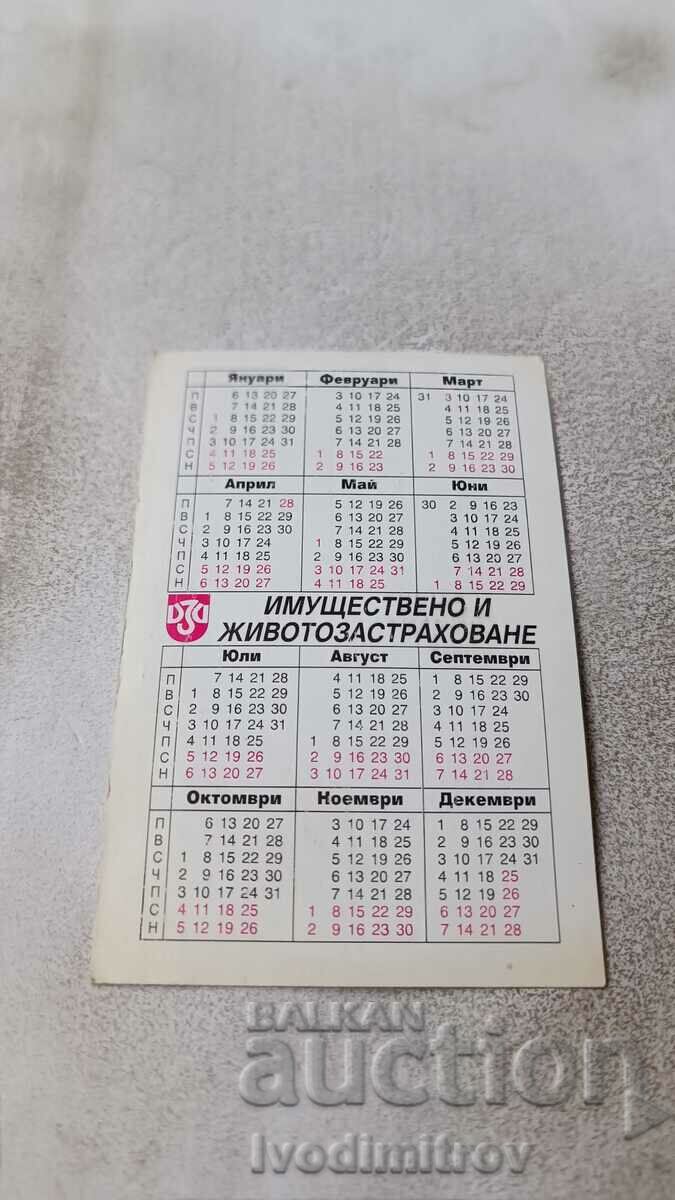 Януари Февруари Март
П 6 13 20 27 3 10 17 24 31 3 10 17 24
В 7 14 21 28 4 11 18 25 4 11 18 25
С 1 8 15 22 29 5 12 19 26 5 12 19 26
Ч 2 9 16 23 30 6 13 20 27 6 13 20 27
П 3 10 17 24 31 7 14 21 28 7 14 21 28
С 4 11 18 25 1 8 15 22 1 8 15 22 29
Н 5 12 19 26 2 9 16 23 2 9 16 23 30
Април Май Юни
П 7 14 21 28 5 12 19 26 30 2 9 16 23
В 1 8 15 22 29 6 13 20 27 3 10 17 24
С 2 9 16 23 30 7 14 21 28 4 11 18 25
Ч 3 10 17 24 1 8 15 22 29 5 12 19 26
П 4 11 18 25 2 9 16 23 30 6 13 20 27
С 5 12 19 26 3 10 17 24 31 7 14 21 28
Н 6 13 20 27 4 11 18 25 1 8 15 22 29
ДЗИ
ИМУЩЕСТВЕНО И
ЖИВОТОЗАСТРАХОВАНЕ
Юли Август Септември
П 7 14 21 28 4 11 18 25 1 8 15 22 29
В 1 8 15 22 29 5 12 19 26 2 9 16 23 30
С 2 9 16 23 30 6 13 20 27 3 10 17 24
Ч 3 10 17 24 31 7 14 21 28 4 11 18 25
П 4 11 18 25 1 8 15 22 29 5 12 19 26
С 5 12 19 26 2 9 16 23 30 6 13 20 27
Н 6 13 20 27 3 10 17 24 31 7 14 21 28
Октомври Ноември Декември
П 6 13 20 27 3 10 17 24 1 8 15 22 29
В 7 14 21 28 4 11 18 25 2 9 16 23 30
С 1 8 15 22 29 5 12 19 26 3 10 17 24 31
Ч 2 9 16 23 30 6 13 20 27 4 11 18 25
П 3 10 17 24 31 7 14 21 28 5 12 19 26
С 4 11 18 25 1 8 15 22 29 6 13 20 27
Н 5 12 19 26 2 9 16 23 30 7 14 21 28
BALKAN
auction
Ivodimitrov